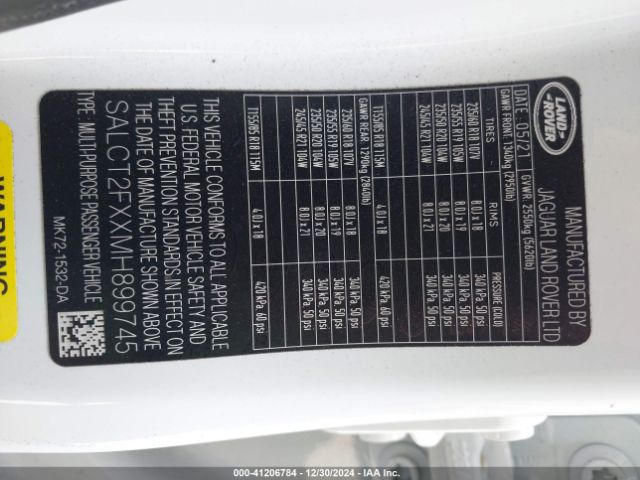 LAND
ROVER
MANUFACTURED BY
JAGUAR LAND ROVER LTD
DATE: 05/21 GVWR: 2550kg (5620lb)
GAWR FRONT: 1340kg (2950lb)
TIRES RIMS PRESSURE (COLD)
235/60 R18 107V 8.0J x 18 340 kPa 50 psi
235/55 R19 105W 8.0J x 19 340 kPa 50 psi
235/50 R20 104W 8.0J x 20 340 kPa 50 psi
245/45 R21 104W 8.0J x 21 340 kPa 50 psi
T155/85 R18 115M 4.0J x 18 420 kPa 60 psi
GAWR REAR: 1290kg (2840lb)
235/60 R18 107V 8.0J x 18 340 kPa 50 psi
235/55 R19 105W 8.0J x 19 340 kPa 50 psi
235/50 R20 104W 8.0J x 20 340 kPa 50 psi
245/45 R21 104W 8.0J x 21 340 kPa 50 psi
T155/85 R18 115M 4.0J x 18 420 kPa 60 psi
THIS VEHICLE CONFORMS TO ALL APPLICABLE
U.S. FEDERAL MOTOR VEHICLE SAFETY AND
THEFT PREVENTION STANDARDS IN EFFECT ON
THE DATE OF MANUFACTURE SHOWN ABOVE
SALCT2FXXMH899745
TYPE: MULTI-PURPOSE PASSENGER VEHICLE
MK72-1532-DA
WARNING
000-41206784 - 12/30/2024 - IAA Inc.